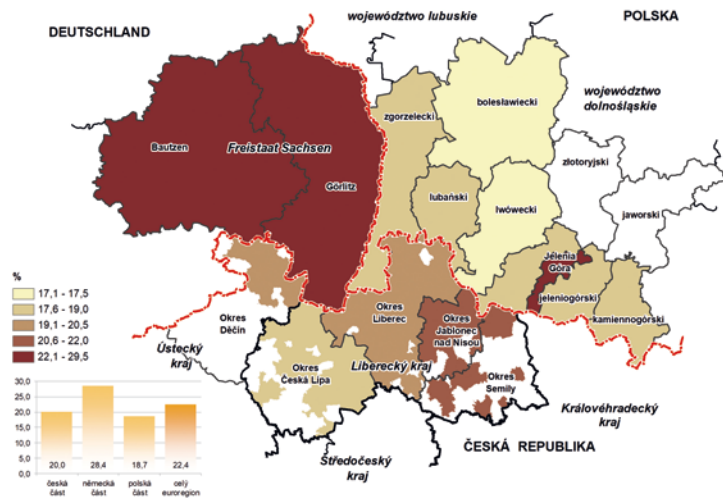 DEUTSCHLAND
województwo lubuskie
POLSKA
zgorzelecki
bolesławiecki
województwo
dolnośląskie
Bautzen
Freistaat Sachsen
złotoryjski
Görlitz
lubański
lwówecki
jaworski
Jelenia
Góra
jeleniogórski
kamiennogórski
%
17,1 - 17,5
17,6 - 19,0
19,1 - 20,5
20,6 - 22,0
22,1 - 29,5
Okres
Děčín
Okres
Liberec
Okres
Jablonec
nad Nisou
Ústecký
kraj
Okres
Česká Lípa
Liberecký kraj
Okres
Semily
Královéhradecký
kraj
ČESKÁ REPUBLIKA
Středočeský
kraj
30,0
25,0
20,0
15,0
10,0
5,0
0,0
20,0
28,4
18,7
22,4
česká
část
německá
část
polská
část
celý
euroregion